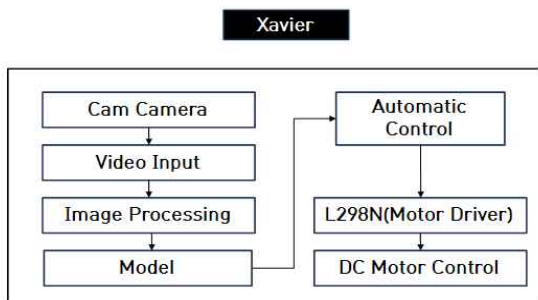 Xavier
Cam Camera
Video Input
Image Processing
Model
Automatic
Control
L298N(Motor Driver)
DC Motor Control